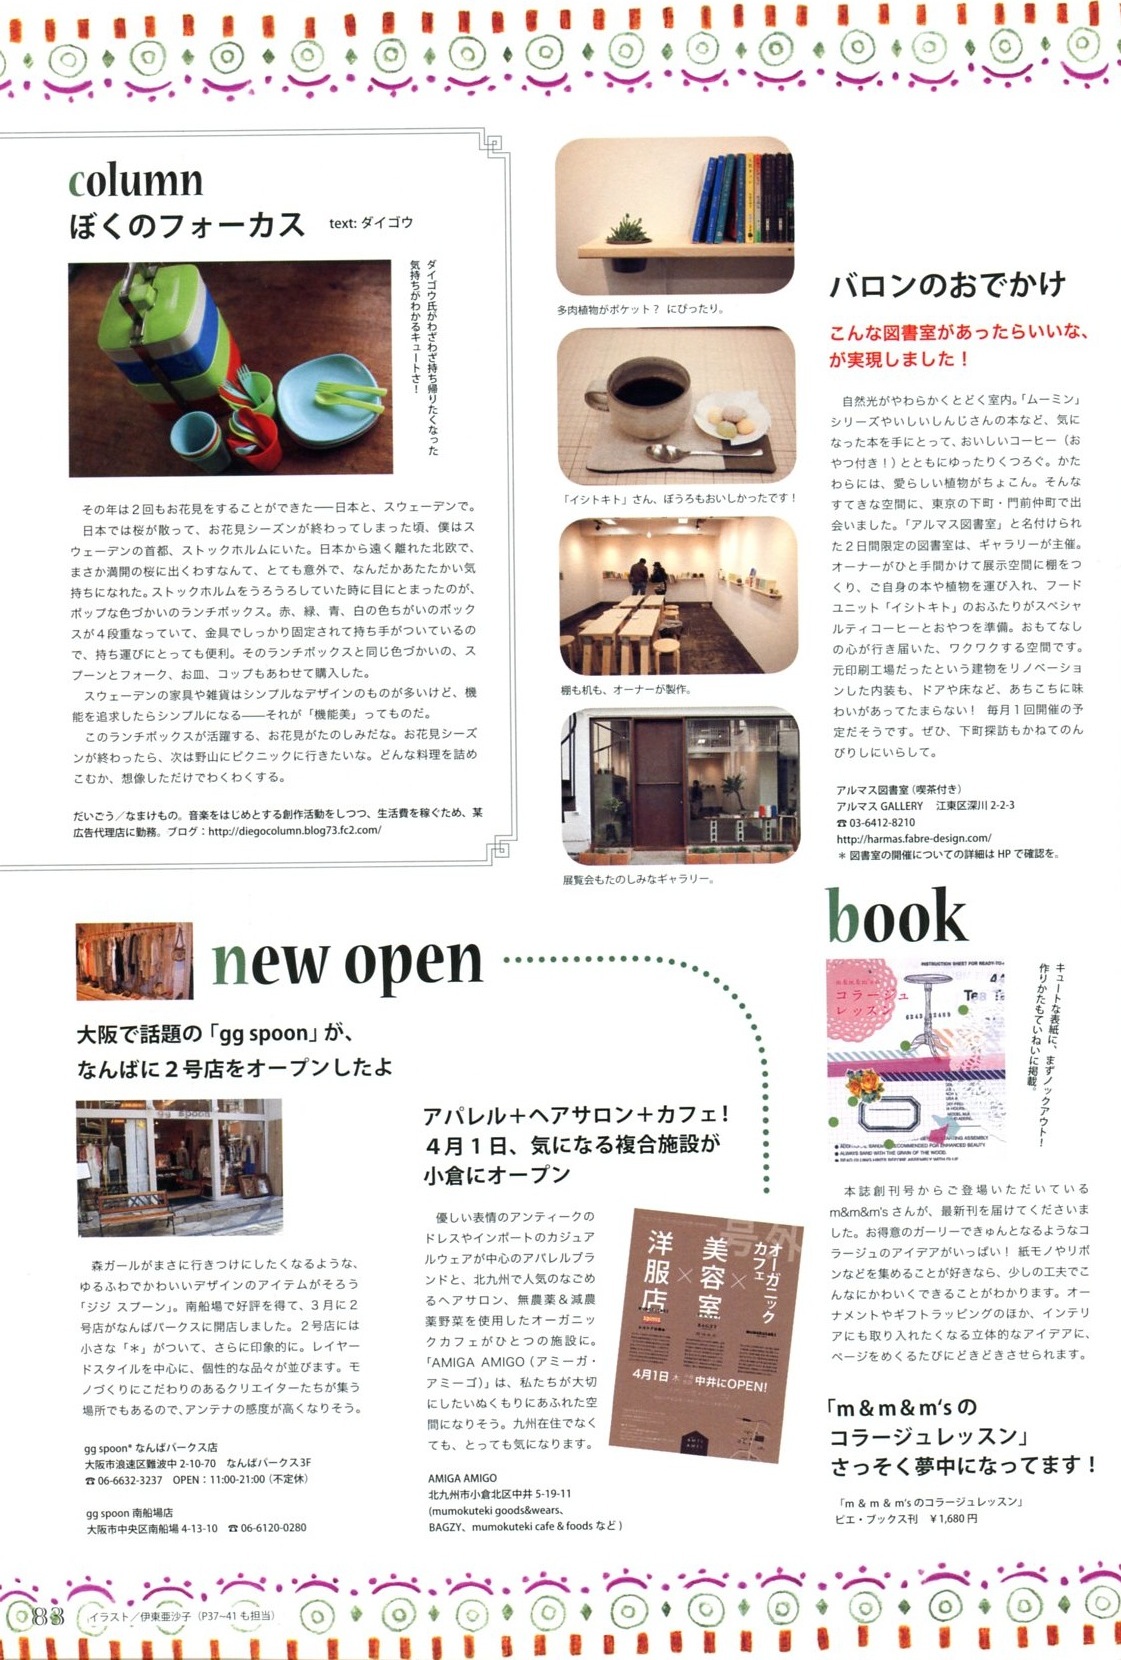 column
ぼくのフォーカス text: ダイゴウ
ダイゴウ氏がわざわざ持ち帰りたくなった
気持ちがわかるキュートさ！
その年は２回もお花見をすることができた――日本と、スウェーデンで。
日本では桜が散って、お花見シーズンが終わってしまった頃、僕はス
ウェーデンの首都、ストックホルムにいた。日本から遠く離れた北欧で、
まさか満開の桜に出くわすなんて、とても意外で、なんだかあたたかい気
持ちになれた。ストックホルムをうろうろしていた時に目にとまったのが、
ポップな色づかいのランチボックス。赤、緑、青、白の色ちがいのボック
スが４段重なっていて、金具でしっかり固定されて持ち手がついているの
で、持ち運びにとっても便利。そのランチボックスと同じ色づかいの、ス
プーンとフォーク、お皿、コップもあわせて購入した。
スウェーデンの家具や雑貨はシンプルなデザインのものが多いけど、機
能を追求したらシンプルになる――それが「機能美」ってものだ。
このランチボックスが活躍する、お花見がたのしみだな。お花見シーズ
ンが終わったら、次は野山にピクニックに行きたいな。どんな料理を詰め
こむか、想像しただけでわくわくする。
だいごう／なまけもの。音楽をはじめとする創作活動をしつつ、生活費を稼ぐため、某
広告代理店に勤務。ブログ：http://diegocolumn.blog73.fc2.com/
多肉植物がポケット？ にぴったり。
「イシトキト」さん、ぼうろもおいしかったです！
棚も机も、オーナーが製作。
展覧会もたのしみなギャラリー。
バロンのおでかけ
こんな図書室があったらいいな、
が実現しました！
自然光がやわらかくとどく室内。「ムーミン」
シリーズやいしいしんじさんの本など、気に
なった本を手にとって、おいしいコーヒー（お
やつ付き！）とともにゆったりくつろぐ。かた
わらには、愛らしい植物がちょこん。そんな
すてきな空間に、東京の下町・門前仲町で出
会いました。「アルマス図書室」と名付けられ
た２日間限定の図書室は、ギャラリーが主催。
オーナーがひと手間かけて展示空間に棚をつ
くり、ご自身の本や植物を運び入れ、フード
ユニット「イシトキト」のおふたりがスペシャ
ルティコーヒーとおやつを準備。おもてなし
の心が行き届いた、ワクワクする空間です。
元印刷工場だったという建物をリノベーショ
ンした内装も、ドアや床など、あちこちに味
わいがあってたまらない！ 毎月１回開催の予
定だそうです。ぜひ、下町探訪もかねてのん
びりしにいらして。
アルマス図書室（喫茶付き）
アルマス GALLERY 江東区深川 2-2-3
☎ 03-6412-8210
http://harmas.fabre-design.com/
＊ 図書室の開催についての詳細は HP で確認を。
new open
大阪で話題の「gg spoon」が、
なんばに２号店をオープンしたよ
gg spoon
森ガールがまさに行きつけにしたくなるような、
ゆるふわでかわいいデザインのアイテムがそろう
「ジジ スプーン」。南船場で好評を得て、３月に２
号店がなんばパークスに開店しました。２号店には
小さな「＊」がついて、さらに印象的に。レイヤー
ドスタイルを中心に、個性的な品々が並びます。モ
ノづくりにこだわりのあるクリエイターたちが集う
場所でもあるので、アンテナの感度が高くなりそう。
gg spoon* なんばパークス店
大阪市浪速区難波中 2-10-70 なんばパークス3F
☎ 06-6632-3237 OPEN：11:00-21:00（不定休）
gg spoon 南船場店
大阪市中央区南船場 4-13-10 ☎ 06-6120-0280
アパレル＋ヘアサロン＋カフェ！
４月１日、気になる複合施設が
小倉にオープン
優しい表情のアンティークの
ドレスやインポートのカジュア
ルウェアが中心のアパレルブラ
ンドと、北九州で人気のなごめ
るヘアサロン、無農薬＆減農
薬野菜を使用したオーガニッ
クカフェがひとつの施設に。
「AMIGA AMIGO（アミーガ・
アミーゴ）」は、私たちが大切
にしたいぬくもりにあふれた空
間になりそう。九州在住でなく
ても、とっても気になります。
AMIGA AMIGO
北九州市小倉北区中井 5-19-11
(mumokuteki goods&wears、
BAGZY、mumokuteki cafe & foods など )
号外
洋服店×美容室×オーガニックカフェ
4月1日 木 中井にOPEN!
book
INSTRUCTION SHEET FOR READY-TO-
m&m&m's
コラージュ
レッスン
キュートな表紙に、まずノックアウト！
作りかたもていねいに掲載。
本誌創刊号からご登場いただいている
m&m&m'sさんが、最新刊を届けてくださいま
した。お得意のガーリーできゅんとなるようなコ
ラージュのアイデアがいっぱい！ 紙モノやリボ
ンなどを集めることが好きなら、少しの工夫でこ
んなにかわいくできることがわかります。オー
ナメントやギフトラッピングのほか、インテリ
アにも取り入れたくなる立体的なアイデアに、
ページをめくるたびにどきどきさせられます。
「m＆m＆m's の
コラージュレッスン」
さっそく夢中になってます！
「m ＆ m ＆ m's のコラージュレッスン」
ピエ・ブックス刊 ￥1,680 円
83 イラスト／伊東亜沙子（P37~41 も担当）